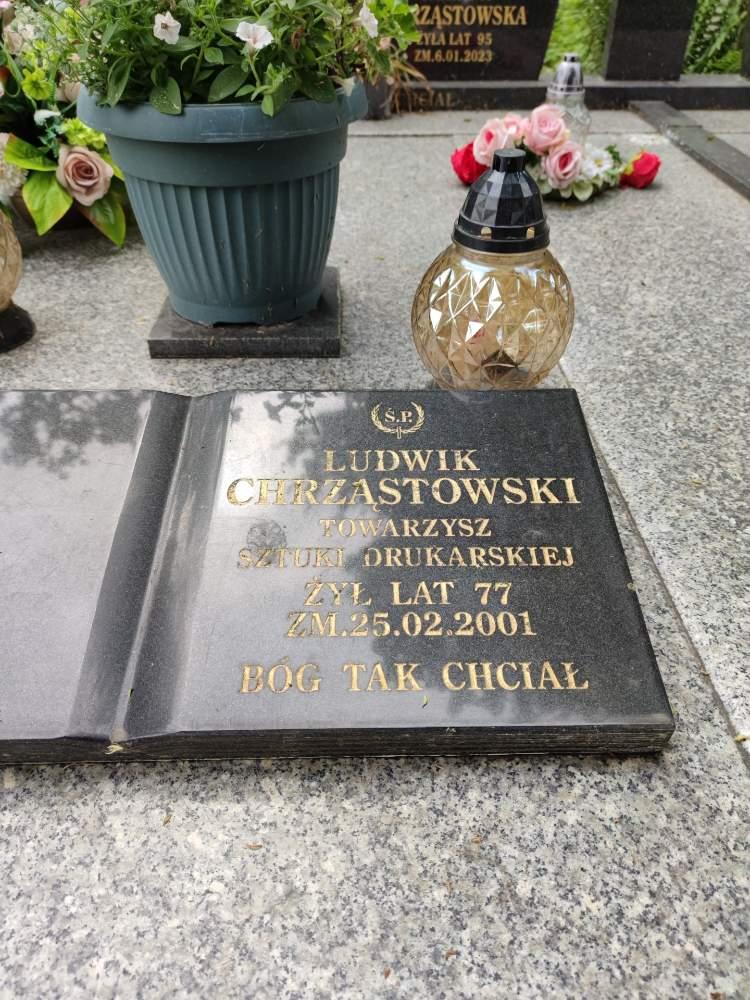 RZĄSTOWSKA
ŻYŁA LAT 95
ZM.6.01.2023
CHCIAŁ
Ś.P.
LUDWIK
CHRZĄSTOWSKI
TOWARZYSZ
SZTUKI DRUKARSKIEJ
ŻYŁ LAT 77
ZM.25.02.2001
BÓG TAK CHCIAŁ